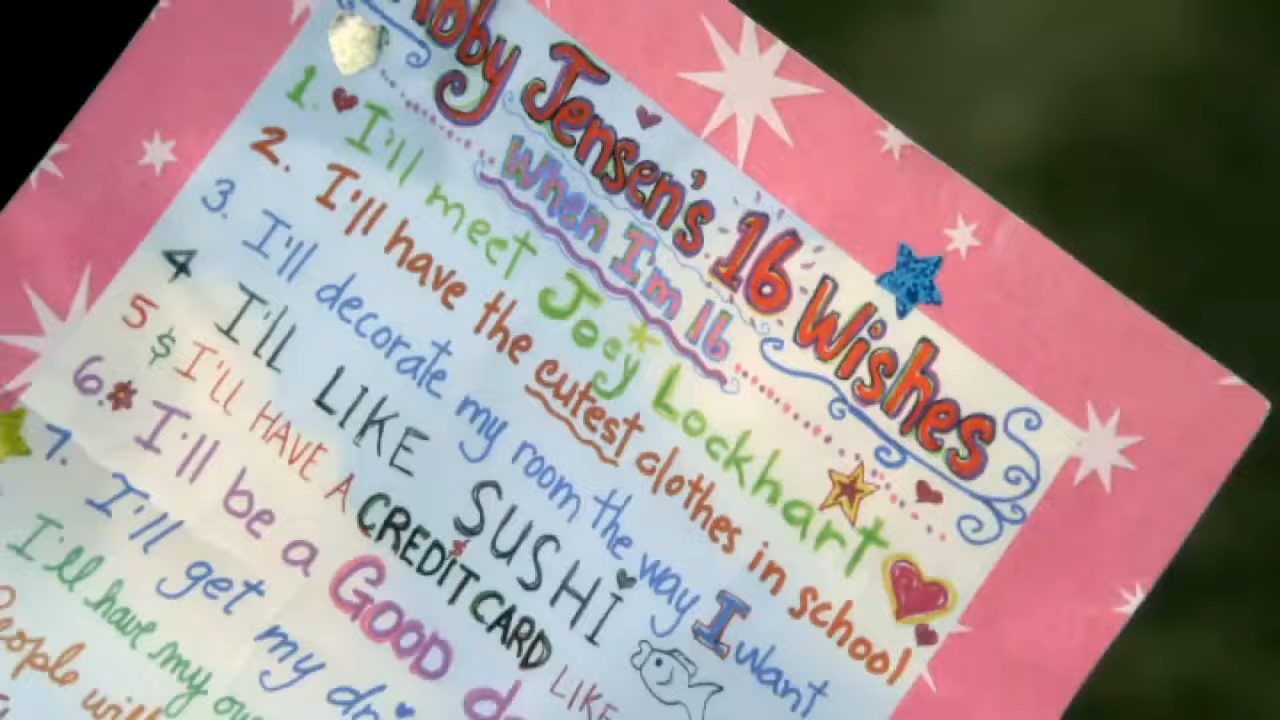 Abby Jensen's 16 Wishes
When I'm 16
1. I'll meet Joey Lockhart
2. I'll have the cutest clothes in school
3. I'll decorate my room the way I want
4 I'll LIKE SUSHi
5 $ I'LL HAVE A CREDIT CARD LIKE
6. I'll be a GOOD
7. I'll get my
I'll have my
People